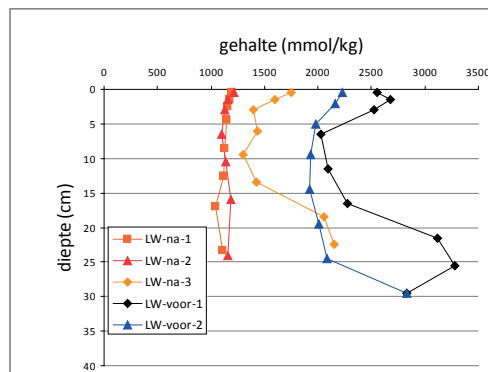 gehalte (mmol/kg)
0 500 1000 1500 2000 2500 3000 3500
0
5
10
15
20
25
30
35
40
diepte (cm)
LW-na-1
LW-na-2
LW-na-3
LW-voor-1
LW-voor-2